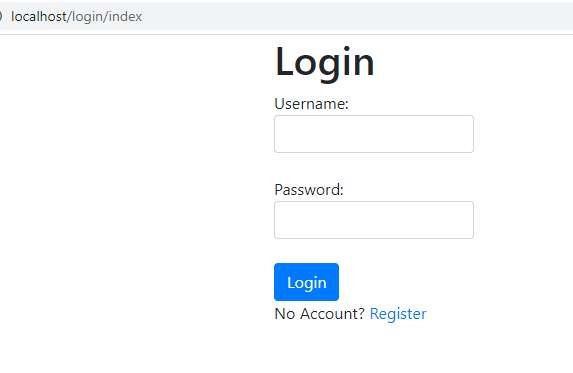 localhost/login/index
Login
Username:
Password:
Login
No Account? Register